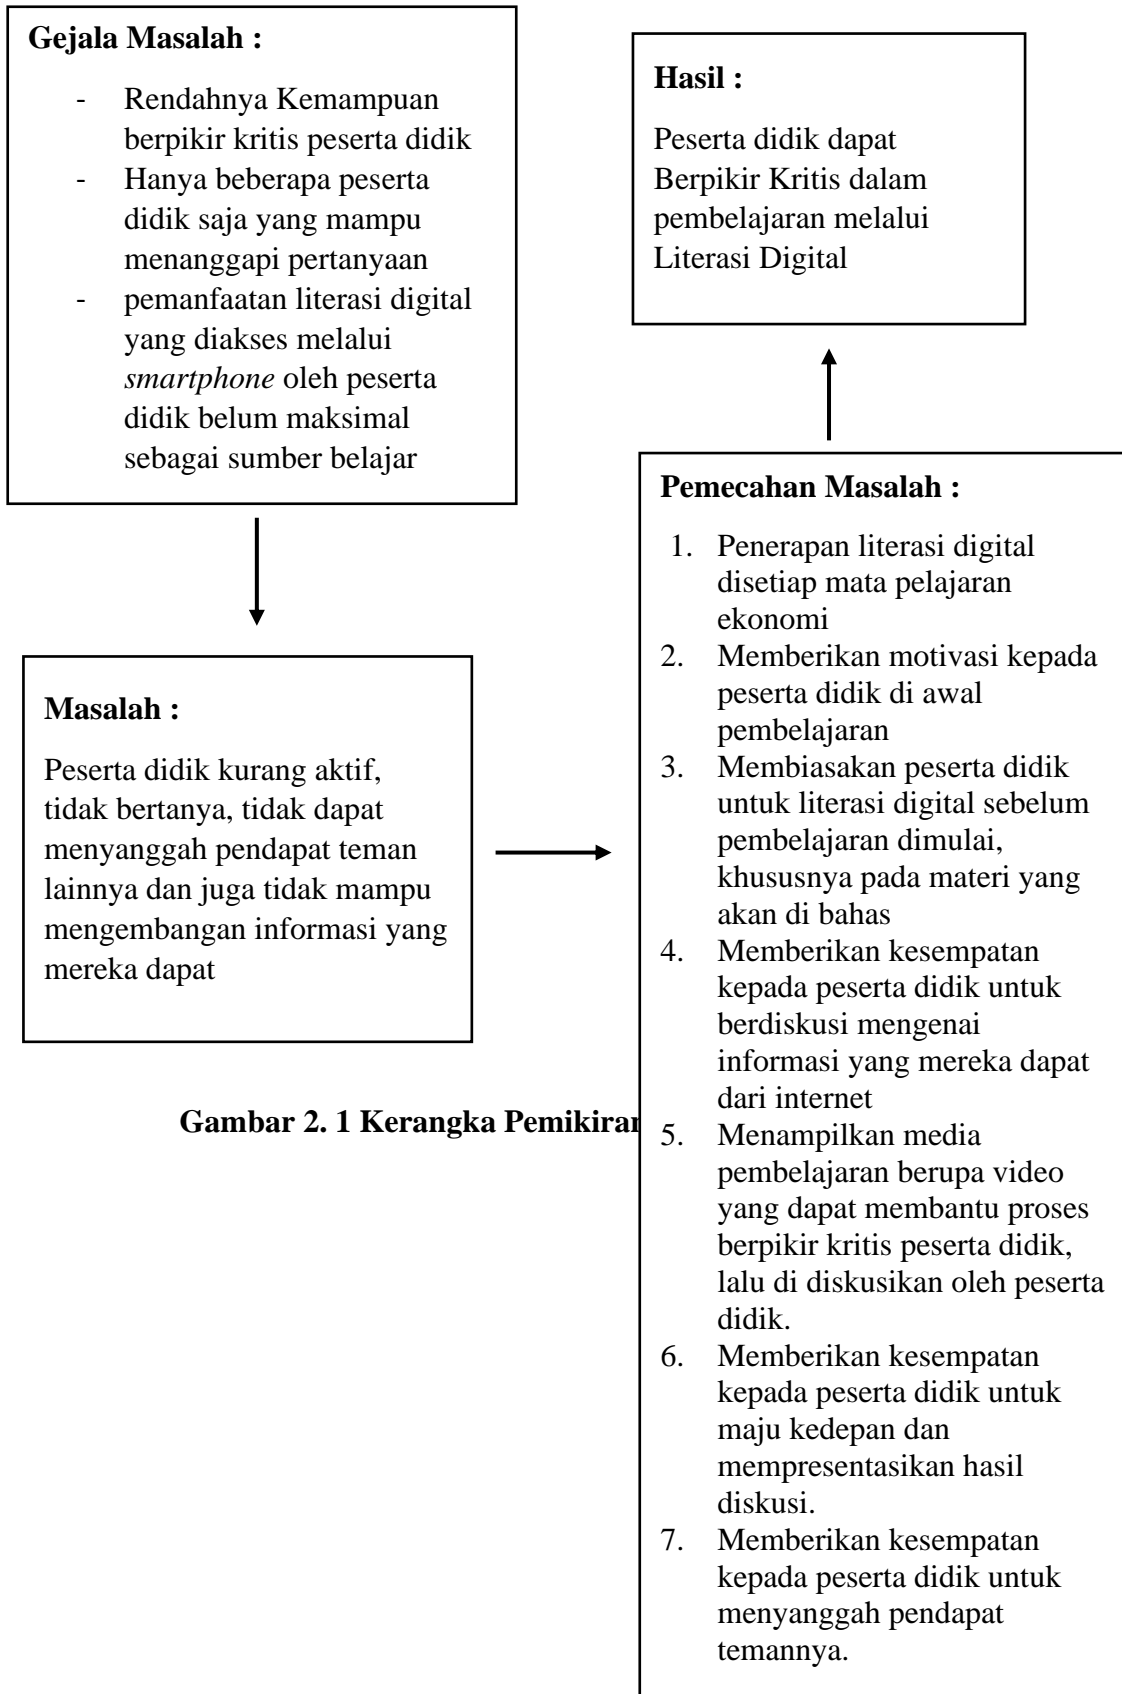 Gejala Masalah :
- Rendahnya Kemampuan
berpikir kritis peserta didik
- Hanya beberapa peserta
didik saja yang mampu
menanggapi pertanyaan
- pemanfaatan literasi digital
yang diakses melalui
smartphone oleh peserta
didik belum maksimal
sebagai sumber belajar
Masalah :
Peserta didik kurang aktif,
tidak bertanya, tidak dapat
menyanggah pendapat teman
lainnya dan juga tidak mampu
mengembangan informasi yang
mereka dapat
Pemecahan Masalah :
1. Penerapan literasi digital
disetiap mata pelajaran
ekonomi
2. Memberikan motivasi kepada
peserta didik di awal
pembelajaran
3. Membiasakan peserta didik
untuk literasi digital sebelum
pembelajaran dimulai,
khususnya pada materi yang
akan di bahas
4. Memberikan kesempatan
kepada peserta didik untuk
berdiskusi mengenai
informasi yang mereka dapat
dari internet
5. Menampilkan media
pembelajaran berupa video
yang dapat membantu proses
berpikir kritis peserta didik,
lalu di diskusikan oleh peserta
didik.
6. Memberikan kesempatan
kepada peserta didik untuk
maju kedepan dan
mempresentasikan hasil
diskusi.
7. Memberikan kesempatan
kepada peserta didik untuk
menyanggah pendapat
temannya.
Hasil :
Peserta didik dapat
Berpikir Kritis dalam
pembelajaran melalui
Literasi Digital
Gambar 2. 1 Kerangka Pemikiran